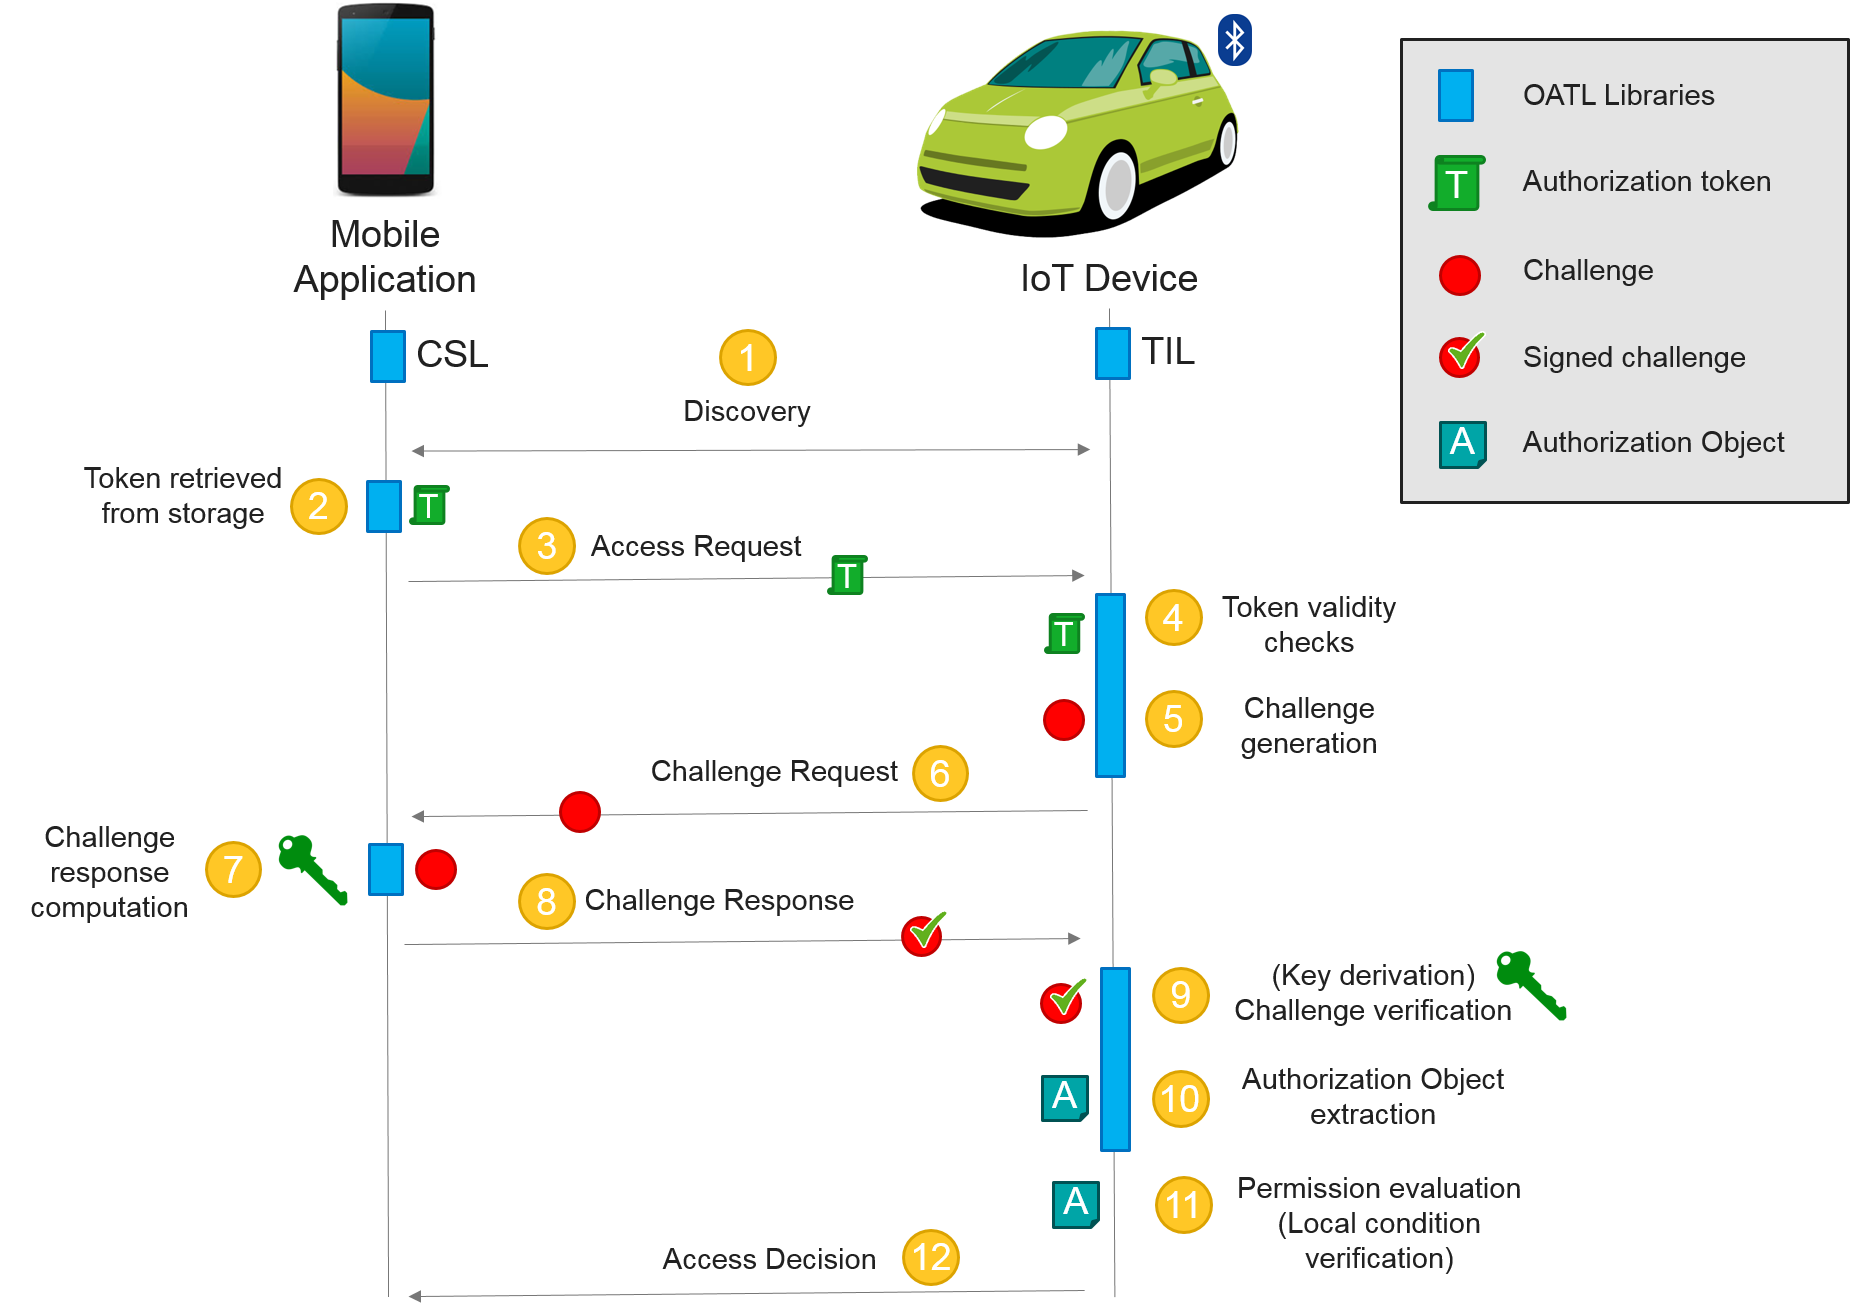 Mobile
Application
IoT Device
OATL Libraries
T
Authorization token
Challenge
Signed challenge
A
Authorization Object
CSL
1
TIL
Discovery
Token retrieved
from storage
2
T
3
Access Request
T
T
4
Token validity
checks
5
Challenge
generation
Challenge Request
6
Challenge
response
computation
7
8
Challenge Response
9
(Key derivation)
Challenge verification
A
10
Authorization Object
extraction
A
11
Permission evaluation
(Local condition
verification)
Access Decision
12